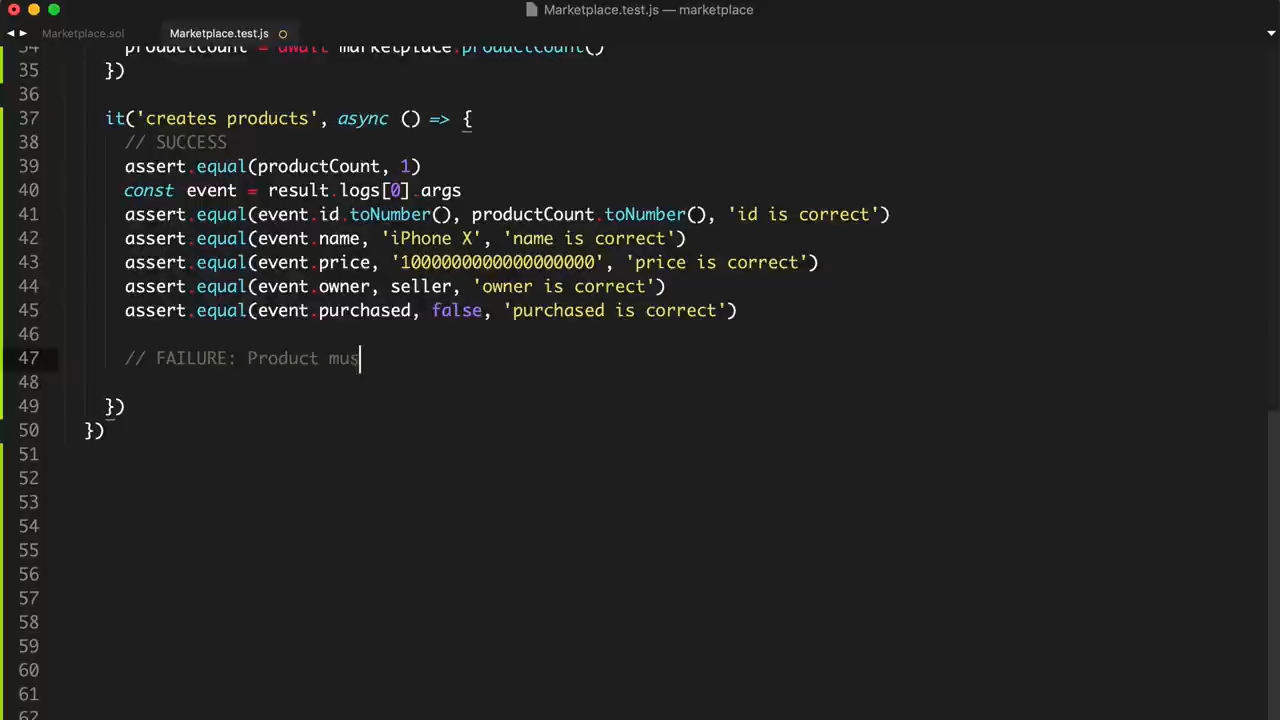 Marketplace.test.js — marketplace
Marketplace.sol
Marketplace.test.js
34 productCount = await marketplace.productCount()
35 })
36
37 it('creates products', async () => {
38 // SUCCESS
39 assert.equal(productCount, 1)
40 const event = result.logs[0].args
41 assert.equal(event.id.toNumber(), productCount.toNumber(), 'id is correct')
42 assert.equal(event.name, 'iPhone X', 'name is correct')
43 assert.equal(event.price, '1000000000000000000', 'price is correct')
44 assert.equal(event.owner, seller, 'owner is correct')
45 assert.equal(event.purchased, false, 'purchased is correct')
46
47 // FAILURE: Product mus
48
49 })
50 })
51
52
53
54
55
56
57
58
59
60
61
62